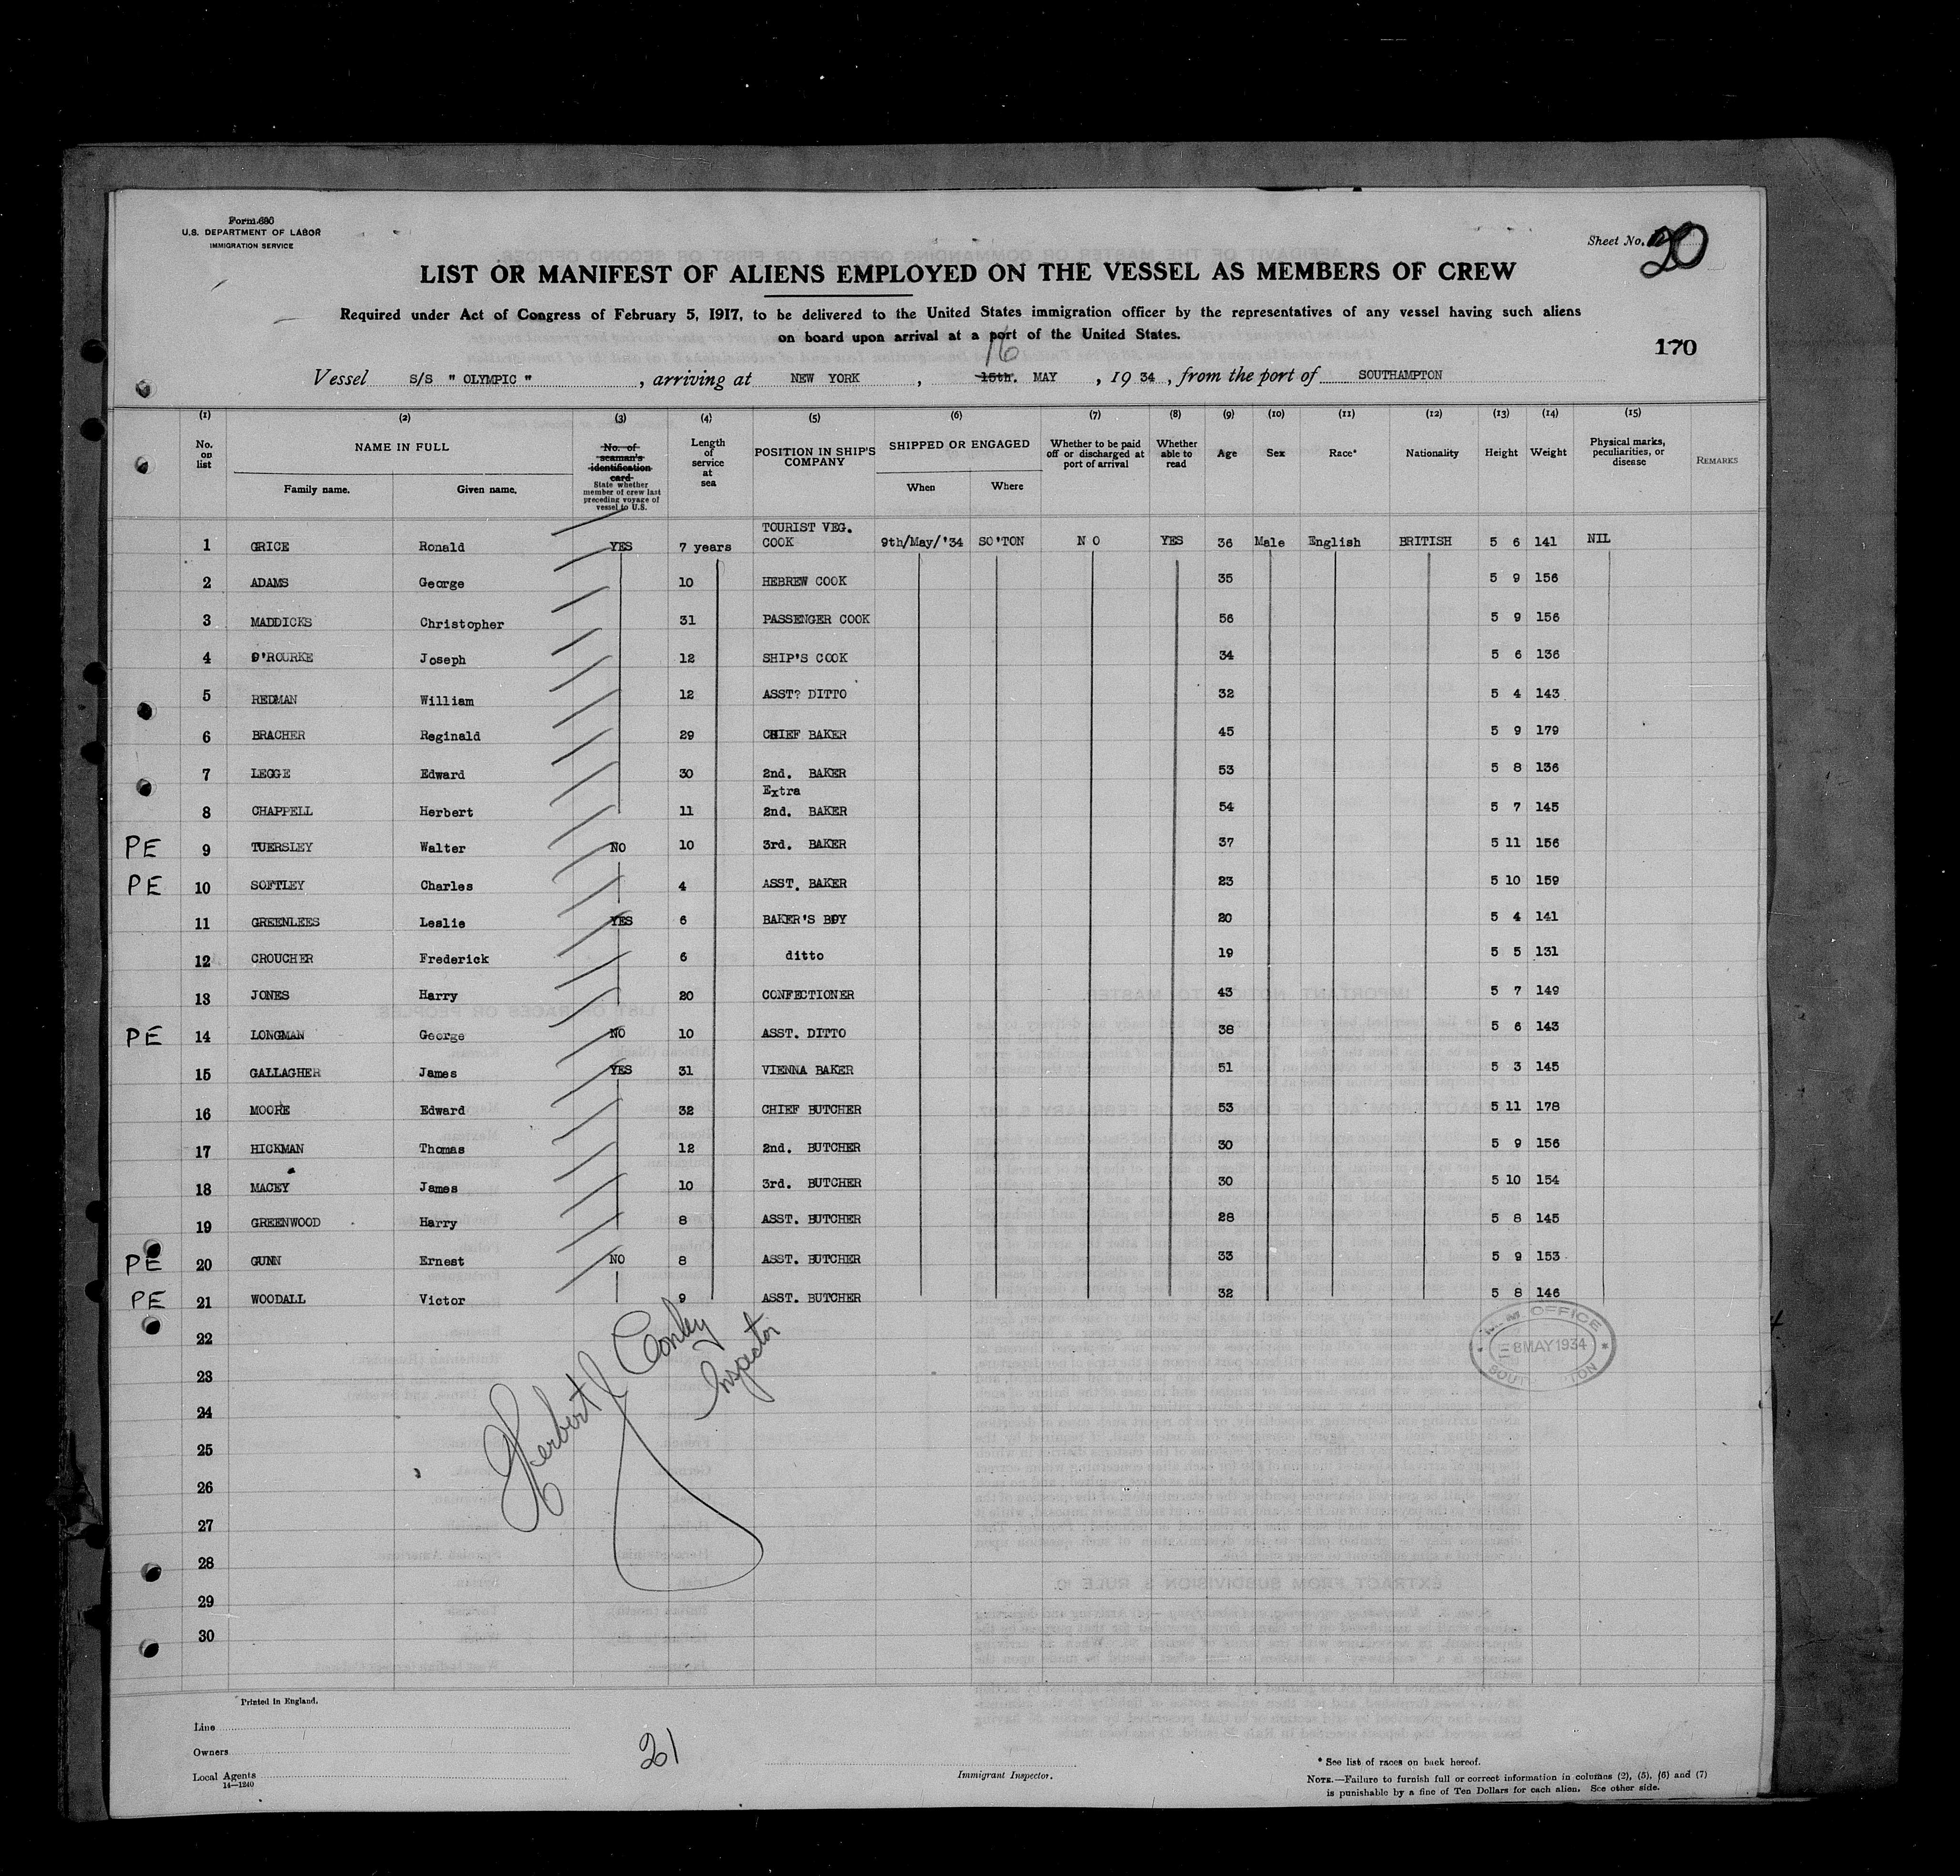 Form 680
U.S. DEPARTMENT OF LABOR
IMMIGRATION SERVICE
Sheet No. 20
LIST OR MANIFEST OF ALIENS EMPLOYED ON THE VESSEL AS MEMBERS OF CREW
Required under Act of Congress of February 5, 1917, to be delivered to the United States immigration officer by the representatives of any vessel having such aliens
on board upon arrival at a port of the United States.
170
16
Vessel S/S " OLYMPIC " , arriving at NEW YORK , 15th. MAY , 19 34 , from the port of SOUTHAMPTON
(1) (2) (3) (4) (5) (6) (7) (8) (9) (10) (11) (12) (13) (14) (15)
No. on list NAME IN FULL Family name. Given name. No. of seaman's identification card State whether member of crew last preceding voyage of vessel to U.S. Length of service at sea POSITION IN SHIP'S COMPANY SHIPPED OR ENGAGED When Where Whether to be paid off or discharged at port of arrival Whether able to read Age Sex Race* Nationality Height Weight Physical marks, peculiarities, or disease REMARKS
1 GRICE Ronald YES 7 years TOURIST VEG. COOK 9th/May/'34 SO'TON N O YES 36 Male English BRITISH 5 6 141 NIL
2 ADAMS George 10 HEBREW COOK 35 5 9 156
3 MADDICKS Christopher 31 PASSENGER COOK 56 5 9 156
4 O'ROURKE Joseph 12 SHIP'S COOK 34 5 6 136
5 REDMAN William 12 ASST? DITTO 32 5 4 143
6 BRACHER Reginald 29 CHIEF BAKER 45 5 9 179
7 LEGGE Edward 30 2nd. BAKER 53 5 8 136
8 CHAPPELL Herbert 11 Extra 2nd. BAKER 54 5 7 145
PE 9 TUERSLEY Walter NO 10 3rd. BAKER 37 5 11 156
PE 10 SOFTLEY Charles 4 ASST. BAKER 23 5 10 159
11 GREENLEES Leslie YES 6 BAKER'S BOY 20 5 4 141
12 CROUCHER Frederick 6 ditto 19 5 5 131
13 JONES Harry 20 CONFECTIONER 43 5 7 149
PE 14 LONGMAN George NO 10 ASST. DITTO 38 5 6 143
15 GALLAGHER James YES 31 VIENNA BAKER 51 5 3 145
16 MOORE Edward 32 CHIEF BUTCHER 53 5 11 178
17 HICKMAN Thomas 12 2nd. BUTCHER 30 5 9 156
18 MACEY James 10 3rd. BUTCHER 30 5 10 154
19 GREENWOOD Harry 8 ASST. BUTCHER 28 5 8 145
PE 20 GUNN Ernest NO 8 ASST. BUTCHER 33 5 9 153
PE 21 WOODALL Victor 9 ASST. BUTCHER 32 5 8 146
22
23
24
25
26
27
28
29
30
Herbert J Conley
Inspector
OFFICE
8 MAY 1934
Printed in England.
Line
Owners
Local Agents
14—1240
21
Immigrant Inspector.
* See list of races on back hereof.
NOTE.—Failure to furnish full or correct information in columns (2), (5), (6) and (7)
is punishable by a fine of Ten Dollars for each alien. See other side.